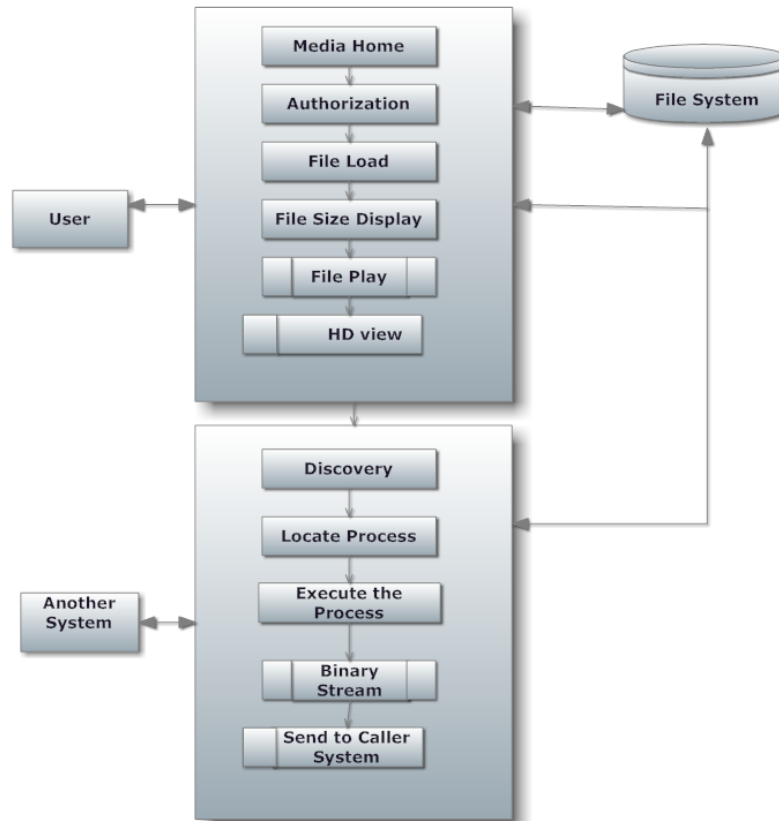 Media Home
Authorization
File System
File Load
User
File Size Display
File Play
HD view
Discovery
Locate Process
Another
System
Execute the
Process
Binary
Stream
Send to Caller
System